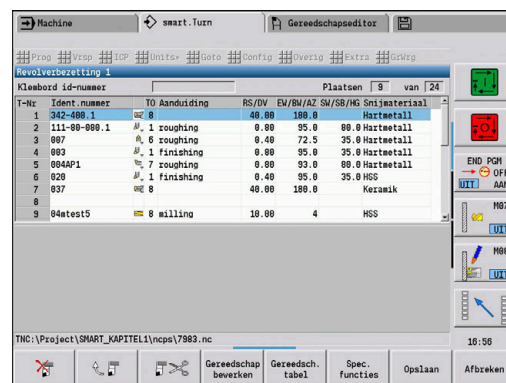 Machine smart.Turn Gereedschapseditor
Prog Vrsp ICP Units» Goto Config Overig Extra GrWrg
Revolverbezetting 1
Klembord id-nummer Plaatsen 9 van 24
T-Nr Ident.nummer TO Aanduiding RS/DV EW/BW/AZ SW/SB/HG Snijmateriaal
1 342-400.1 8 40.00 180.0 Hartmetall
2 111-80-080.1 1 roughing 0.80 95.0 80.0 Hartmetall
3 007 6 roughing 0.40 72.5 35.0 Hartmetall
4 003 1 finishing 0.80 95.0 35.0 Hartmetall
5 004AP1 7 roughing 0.80 93.0 80.0 Hartmetall
6 020 1 finishing 0.40 95.0 35.0 HSS
7 037 8 40.00 180.0 Keramik
8
9 04mtest5 8 milling 10.00 4 HSS
END PGM
OFF
UIT AAN
M07
UIT
M08
UIT
TNC:\Project\SMART_KAPITEL1\ncps\7983.nc
16:56
Gereedschap bewerken
Gereedsch. tabel
Spec. functies
Opslaan
Afbreken